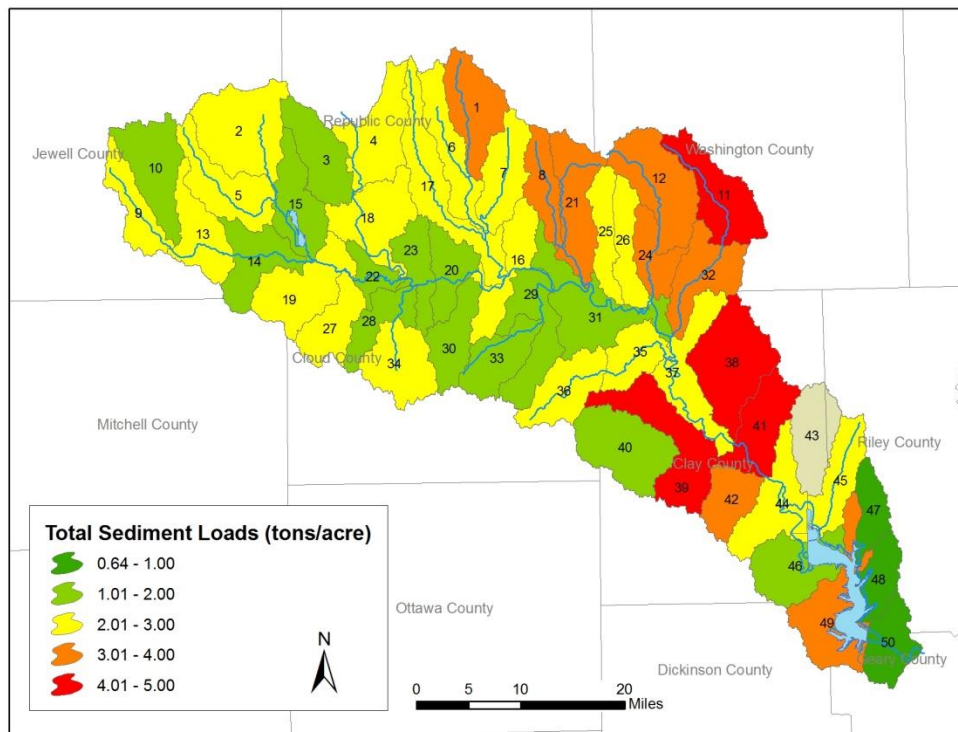 1
Republic County
2
4
6
3
Jewell County
10
Washington County
7
8
12
11
17
5
15
9
21
13
18
25
26
24
23
16
20
14
22
32
19
29
31
28
27
Cloud County
30
33
34
35
38
37
36
Mitchell County
41
43
Riley County
40
Clay County
39
45
42
44
47
46
48
49
50
Geary County
Ottawa County
Dickinson County
Total Sediment Loads (tons/acre)
0.64 - 1.00
1.01 - 2.00
2.01 - 3.00
3.01 - 4.00
4.01 - 5.00
N
0 5 10 20
Miles